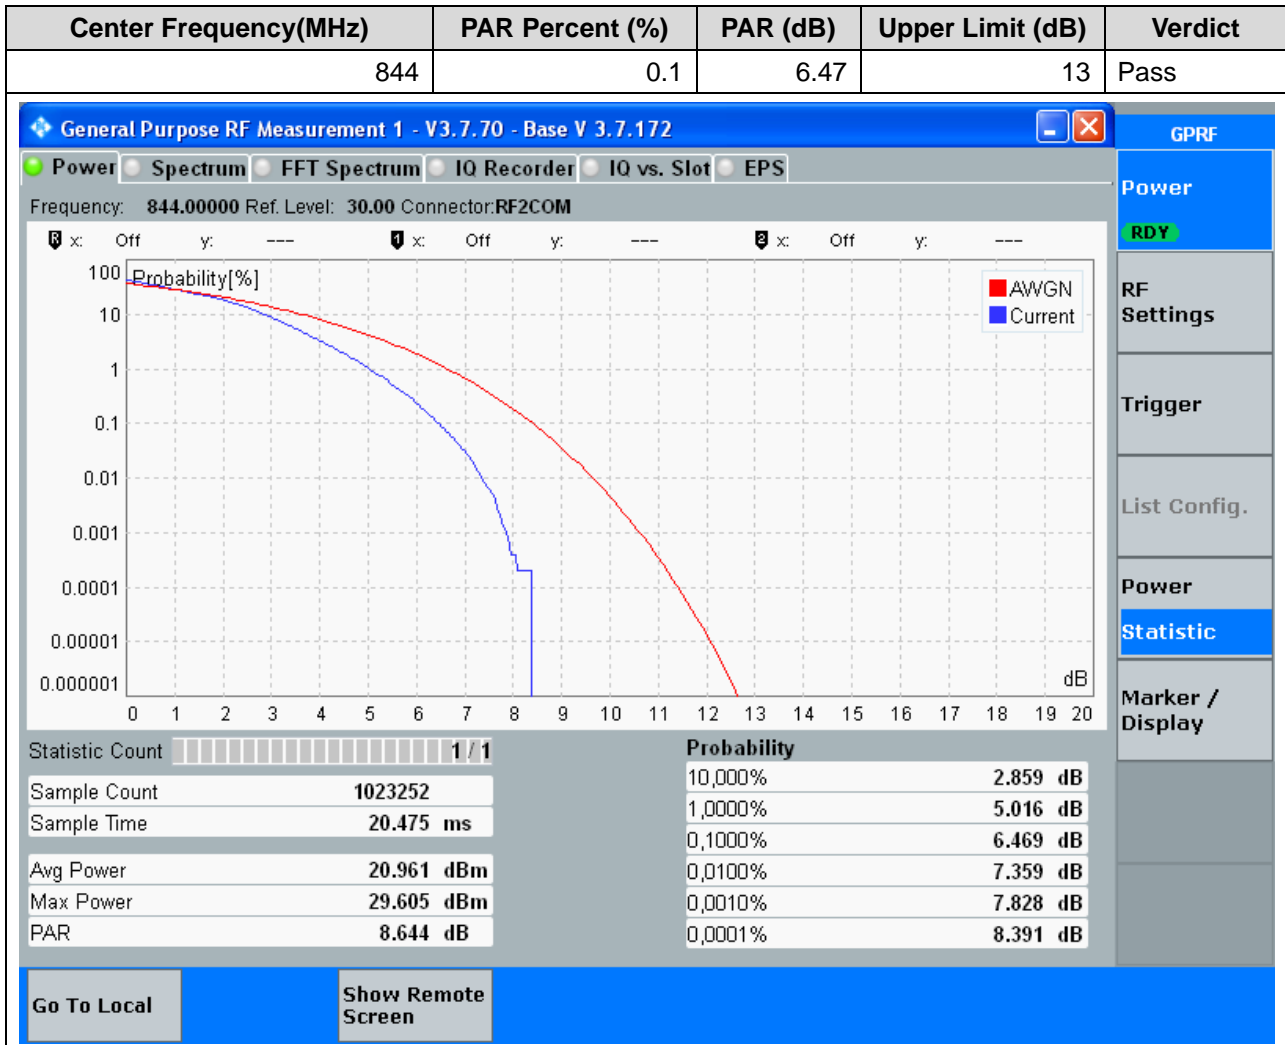 Center Frequency(MHz) PAR Percent (%) PAR (dB) Upper Limit (dB) Verdict
844 0.1 6.47 13 Pass
General Purpose RF Measurement 1 - V3.7.70 - Base V 3.7.172
Power Spectrum FFT Spectrum IQ Recorder IQ vs. Slot EPS
Frequency: 844.00000 Ref. Level: 30.00 Connector:RF2COM
R x: Off y: --- 1 x: Off y: --- 2 x: Off y: ---
Probability[%]
100
10
1
0.1
0.01
0.001
0.0001
0.00001
0.000001
AWGN
Current
dB
0 1 2 3 4 5 6 7 8 9 10 11 12 13 14 15 16 17 18 19 20
Statistic Count 1 / 1
Sample Count 1023252
Sample Time 20.475 ms
Avg Power 20.961 dBm
Max Power 29.605 dBm
PAR 8.644 dB
Probability
10,000% 2.859 dB
1,0000% 5.016 dB
0,1000% 6.469 dB
0,0100% 7.359 dB
0,0010% 7.828 dB
0,0001% 8.391 dB
GPRF
Power
RDY
RF
Settings
Trigger
List Config.
Power
Statistic
Marker /
Display
Go To Local
Show Remote
Screen